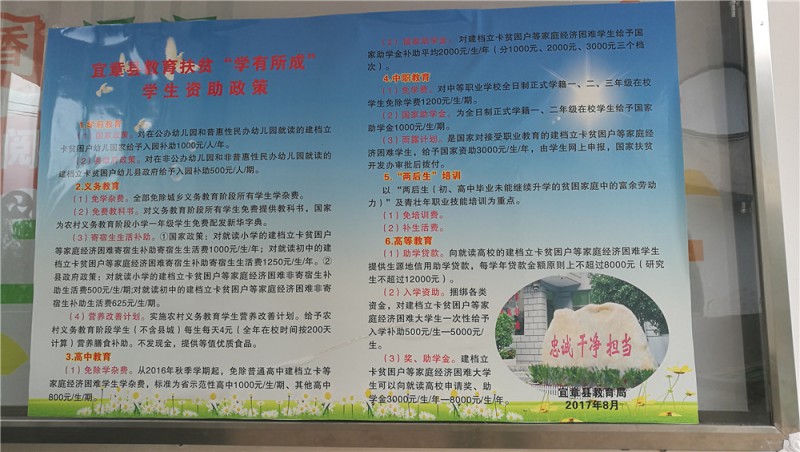 宜章县教育扶贫“学有所成”
学生资助政策
1.学前教育
(1)国家政策：对在公办幼儿园和普惠性民办幼儿园就读的建档立
卡贫困户幼儿国家给予入园补助1000元/人/年。
政策：对在非公办幼儿园和非普惠性民办幼儿园就读的
建档立卡贫困户幼儿县政府给予入园补助500元/人/期。
2.义务教育
(1)免学杂费。全部免除城乡义务教育阶段所有学生学杂费。
(2)免费教科书。对义务教育阶段所有学生免费提供教科书，国家
为农村义务教育阶段小学一年级学生免费配发新华字典。
(3)寄宿生生活补助。①国家政策：对就读小学的建档立卡贫困户
等家庭经济困难寄宿生补助寄宿生生活费1000元/生/年；对就读初中的建
档立卡贫困户等家庭经济困难寄宿生补助寄宿生生活费1250元/生/年。②
县政府政策：对就读小学的建档立卡贫困户等家庭经济困难非寄宿生补
助生活费500元/生/期;对就读初中的建档立卡贫困户等家庭经济困难非寄
宿生补助生活费625元/生/期。
(4)营养改善计划。实施农村义务教育学生营养改善计划。给予农
村义务教育阶段学生（不含县城）每生每天4元（全年在校时间按200天
计算）营养膳食补助。不发现金，提供等值优质食品。
3.高中教育
(1)免除学杂费。从2016年秋季学期起，免除普通高中建档立卡等
家庭经济困难学生学杂费，标准为省示范性高中1000元/生/期、其他高中
800元/生/期。
(2)国家助学金。对建档立卡贫困户等家庭经济困难学生给予国
家助学金补助平均2000元/生/年（分1000元、2000元、3000元三个档
次）。
4.中职教育
(1)免学费。对中等职业学校全日制正式学籍一、二、三年级在校
学生免除学费1200元/生/期。
(2)国家助学金。为全日制正式学籍一、二年级在校学生给予国家
助学金1000元/生/期。
(3)雨露计划。是国家对接受职业教育的建档立卡贫困户等家庭经
济困难学生，给予国家资助3000元/生/年，由学生网上申报，国家扶贫
开发办审批后拨付。
5.“两后生”培训
以“两后生（初、高中毕业未能继续升学的贫困家庭中的富余劳动
力）”及青壮年职业技能培训为重点。
(1)免培训费。
(2)补生活费。
6.高等教育
(1)助学贷款。向就读高校的建档立卡贫困户等家庭经济困难学生
提供生源地信用助学贷款，每学年贷款金额原则上不超过8000元（研究
生不超过12000元）。
(2)入学资助。捆绑各类
资金，对建档立卡贫困户等家
庭经济困难大学生一次性给予
入学补助500元/生—5000元/
生。
(3)奖、助学金。建档立
卡贫困户等家庭经济困难大学
生可以向就读高校申请奖、助
学金3000元/生/年—8000元/生/年。
忠诚 干净 担当
宜章县教育局
2017年8月